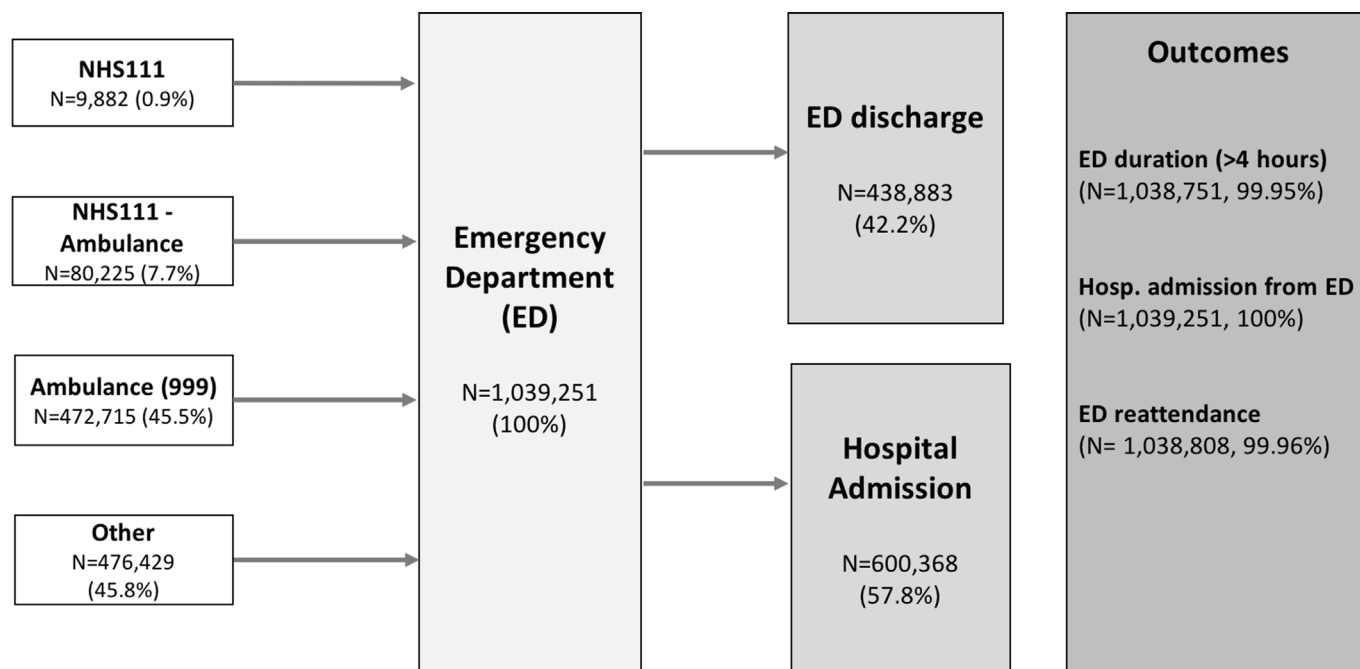 NHS111
N=9,882 (0.9%)
NHS111 -
Ambulance
N=80,225 (7.7%)
Ambulance (999)
N=472,715 (45.5%)
Other
N=476,429
(45.8%)
Emergency
Department
(ED)
N=1,039,251
(100%)
ED discharge
N=438,883
(42.2%)
Hospital
Admission
N=600,368
(57.8%)
Outcomes
ED duration (>4 hours)
(N=1,038,751, 99.95%)
Hosp. admission from ED
(N=1,039,251, 100%)
ED reattendance
(N= 1,038,808, 99.96%)